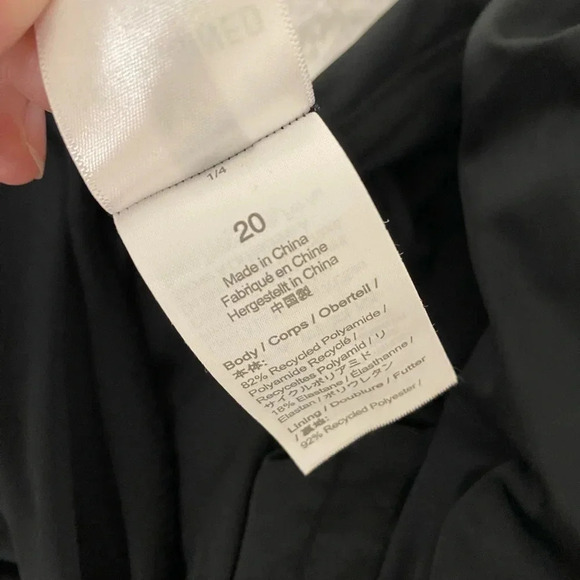 1/4
20
Made in China
Fabriqué en Chine
Hergestellt in China
中国製
Body / Corps / Oberteil /
本体:
82% Recycled Polyamide /
Polyamide Recyclé /
Recyceltes Polyamid / リ
サイクルポリアミド
18% Elastane / Élasthanne /
Elastan / ポリウレタン
Lining / Doublure / Futter
/ 裏地:
92% Recycled Polyester /